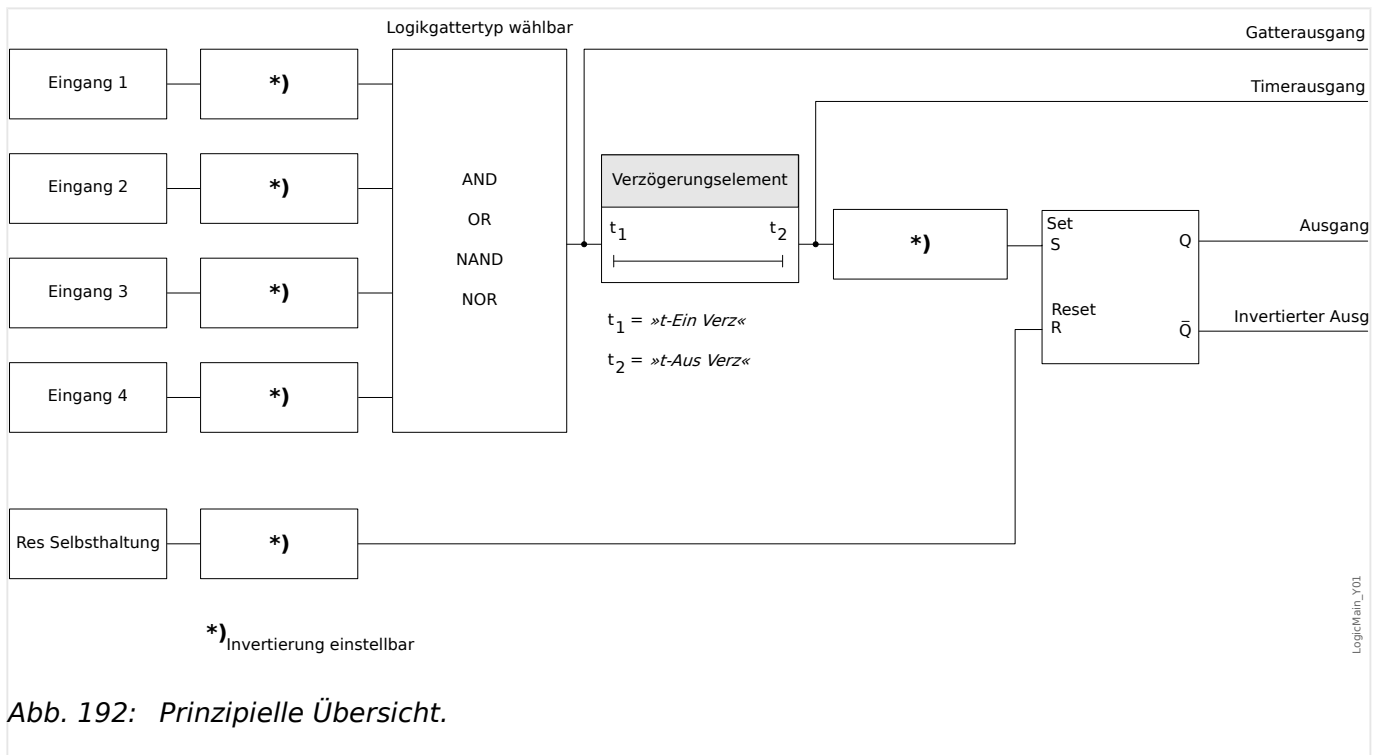 Logikgattertyp wählbar
Gatterausgang
Timerausgang
Eingang 1
*)
Eingang 2
*)
Eingang 3
*)
Eingang 4
*)
AND
OR
NAND
NOR
Verzögerungselement
t1
t2
t1 = »t-Ein Verz«
t2 = »t-Aus Verz«
*)
Set
S
Q
Reset
R
Q̄
Ausgang
Invertierter Ausg
Res Selbsthaltung
*)
*) Invertierung einstellbar
LogicMain_Y01
Abb. 192: Prinzipielle Übersicht.